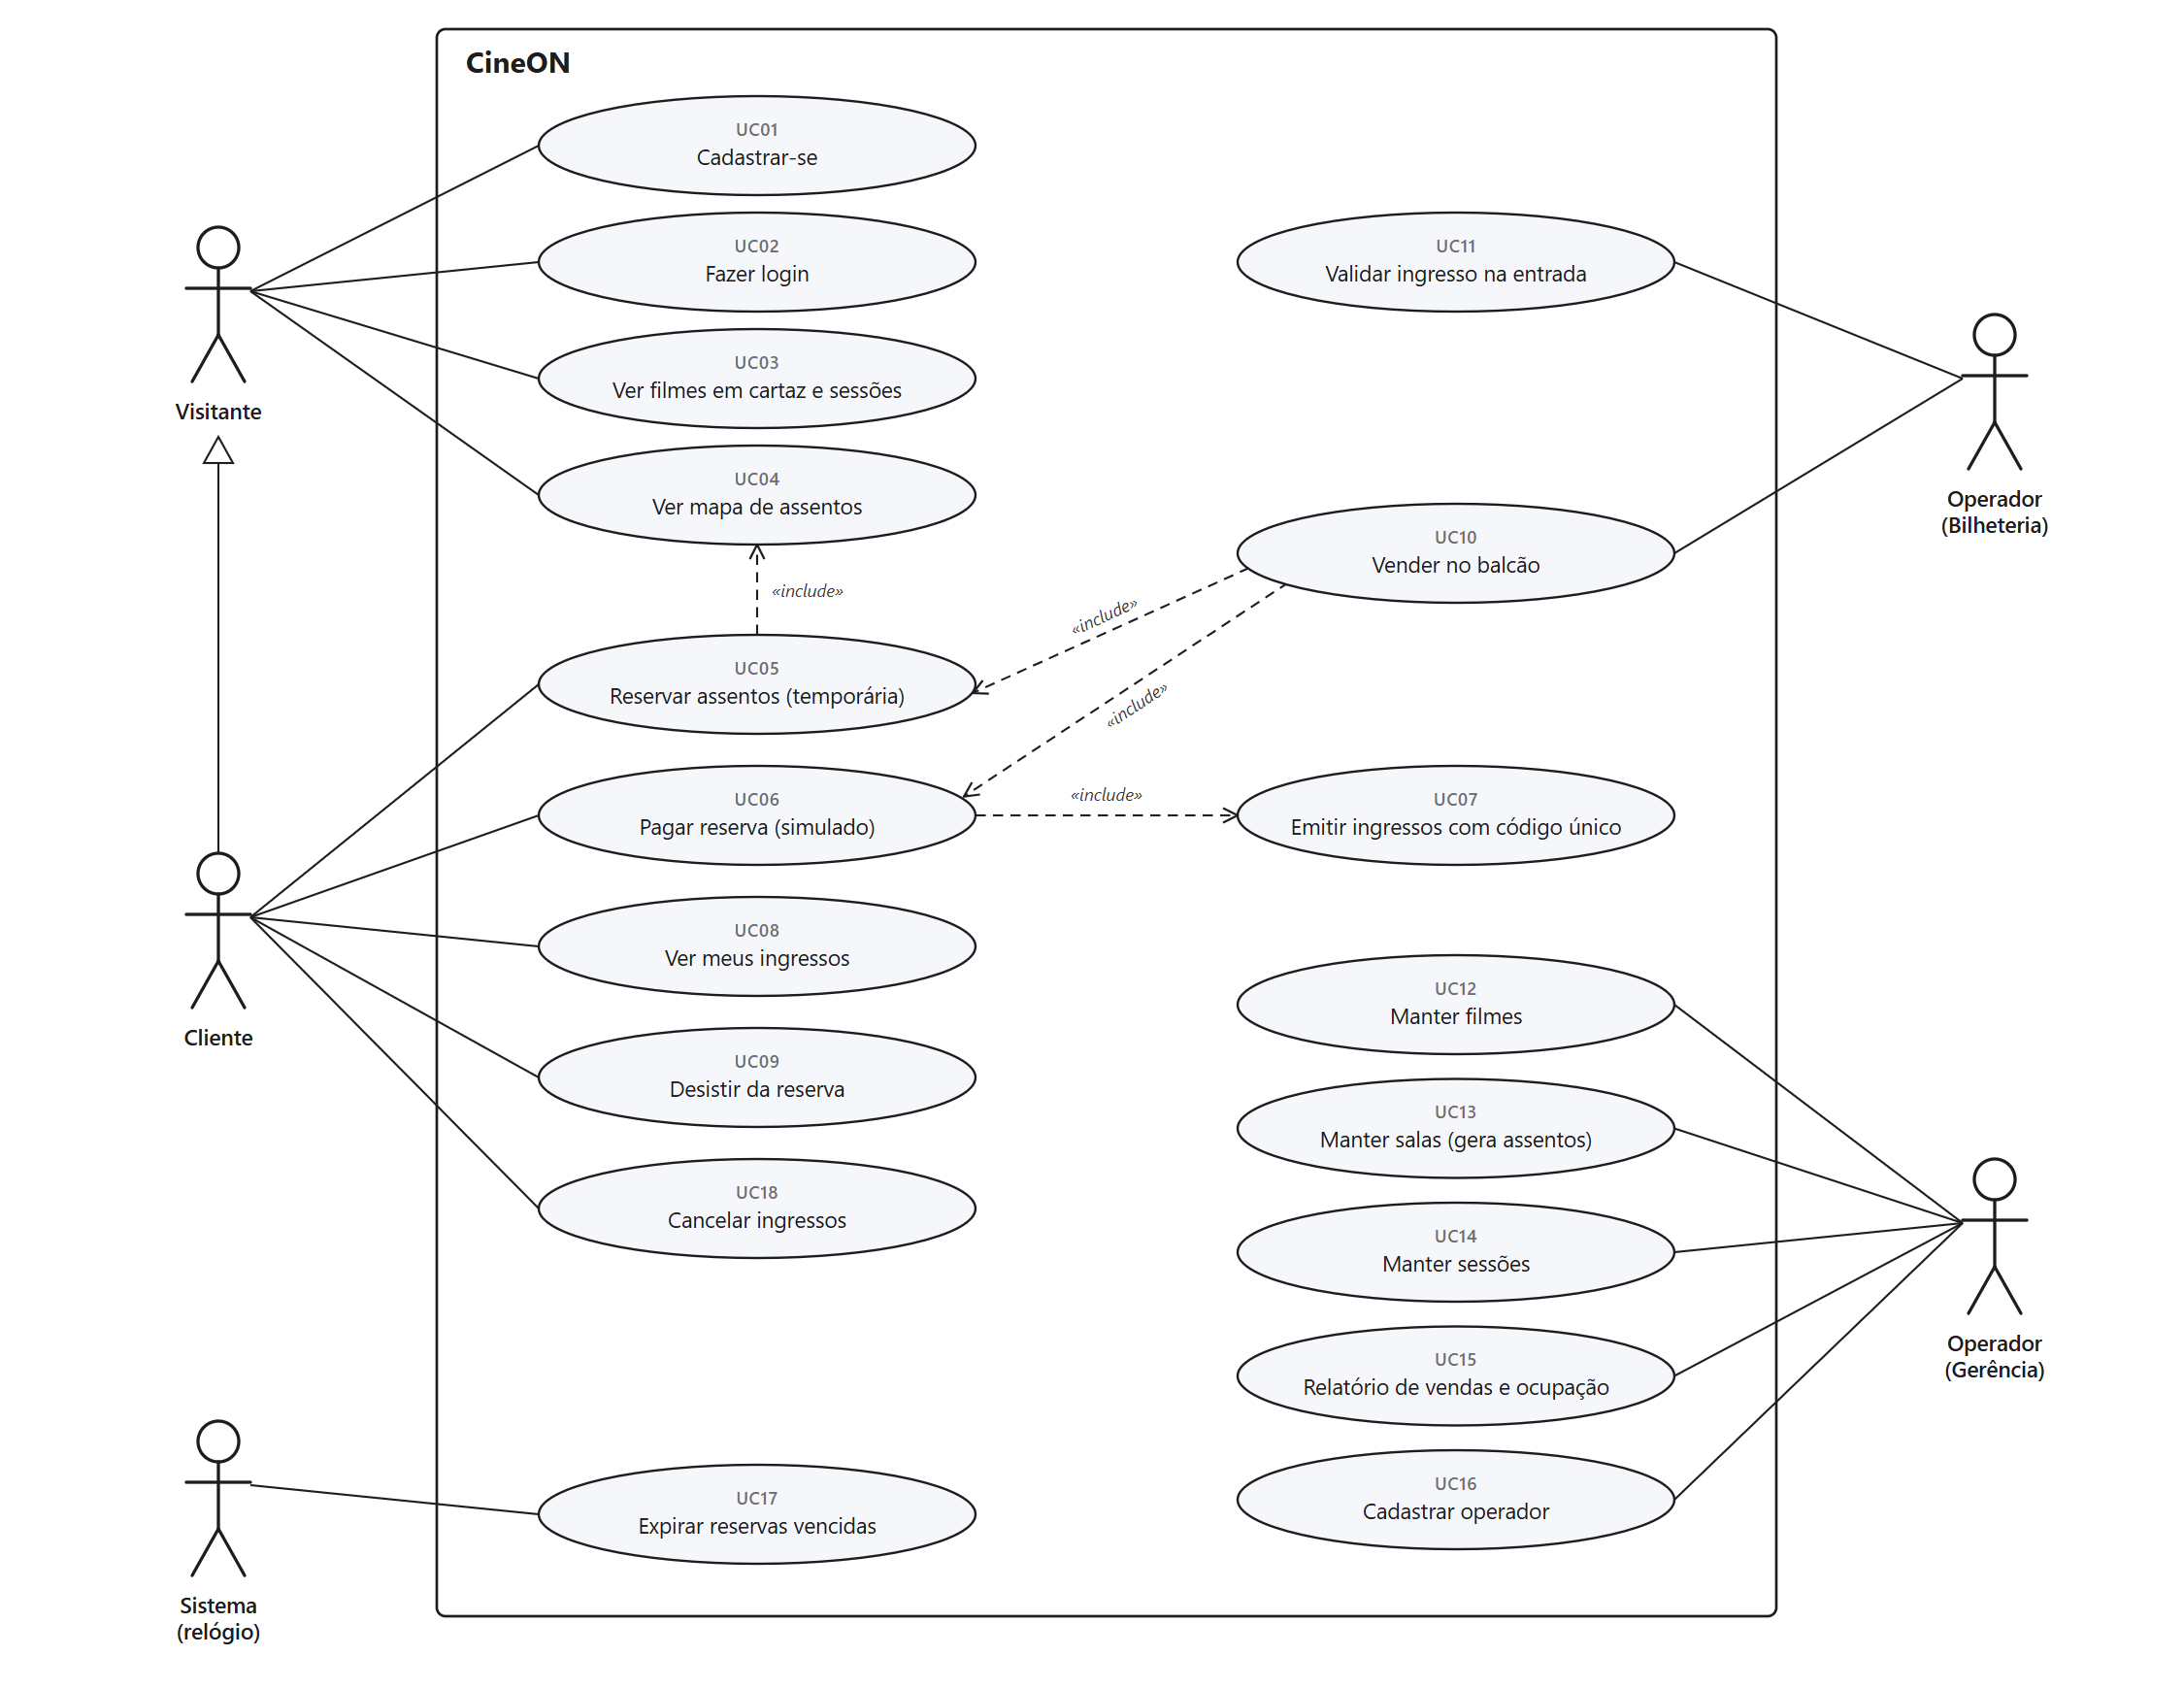 CineON
UC01
Cadastrar-se
UC02
Fazer login
UC11
Validar ingresso na entrada
UC03
Ver filmes em cartaz e sessões
Visitante
UC04
Ver mapa de assentos
Operador
(Bilheteria)
UC10
Vender no balcão
«include»
«include»
UC05
Reservar assentos (temporária)
«include»
UC06
Pagar reserva (simulado)
«include»
UC07
Emitir ingressos com código único
UC08
Ver meus ingressos
Cliente
UC12
Manter filmes
UC09
Desistir da reserva
UC13
Manter salas (gera assentos)
UC18
Cancelar ingressos
UC14
Manter sessões
Operador
(Gerência)
UC15
Relatório de vendas e ocupação
UC17
Expirar reservas vencidas
UC16
Cadastrar operador
Sistema
(relógio)